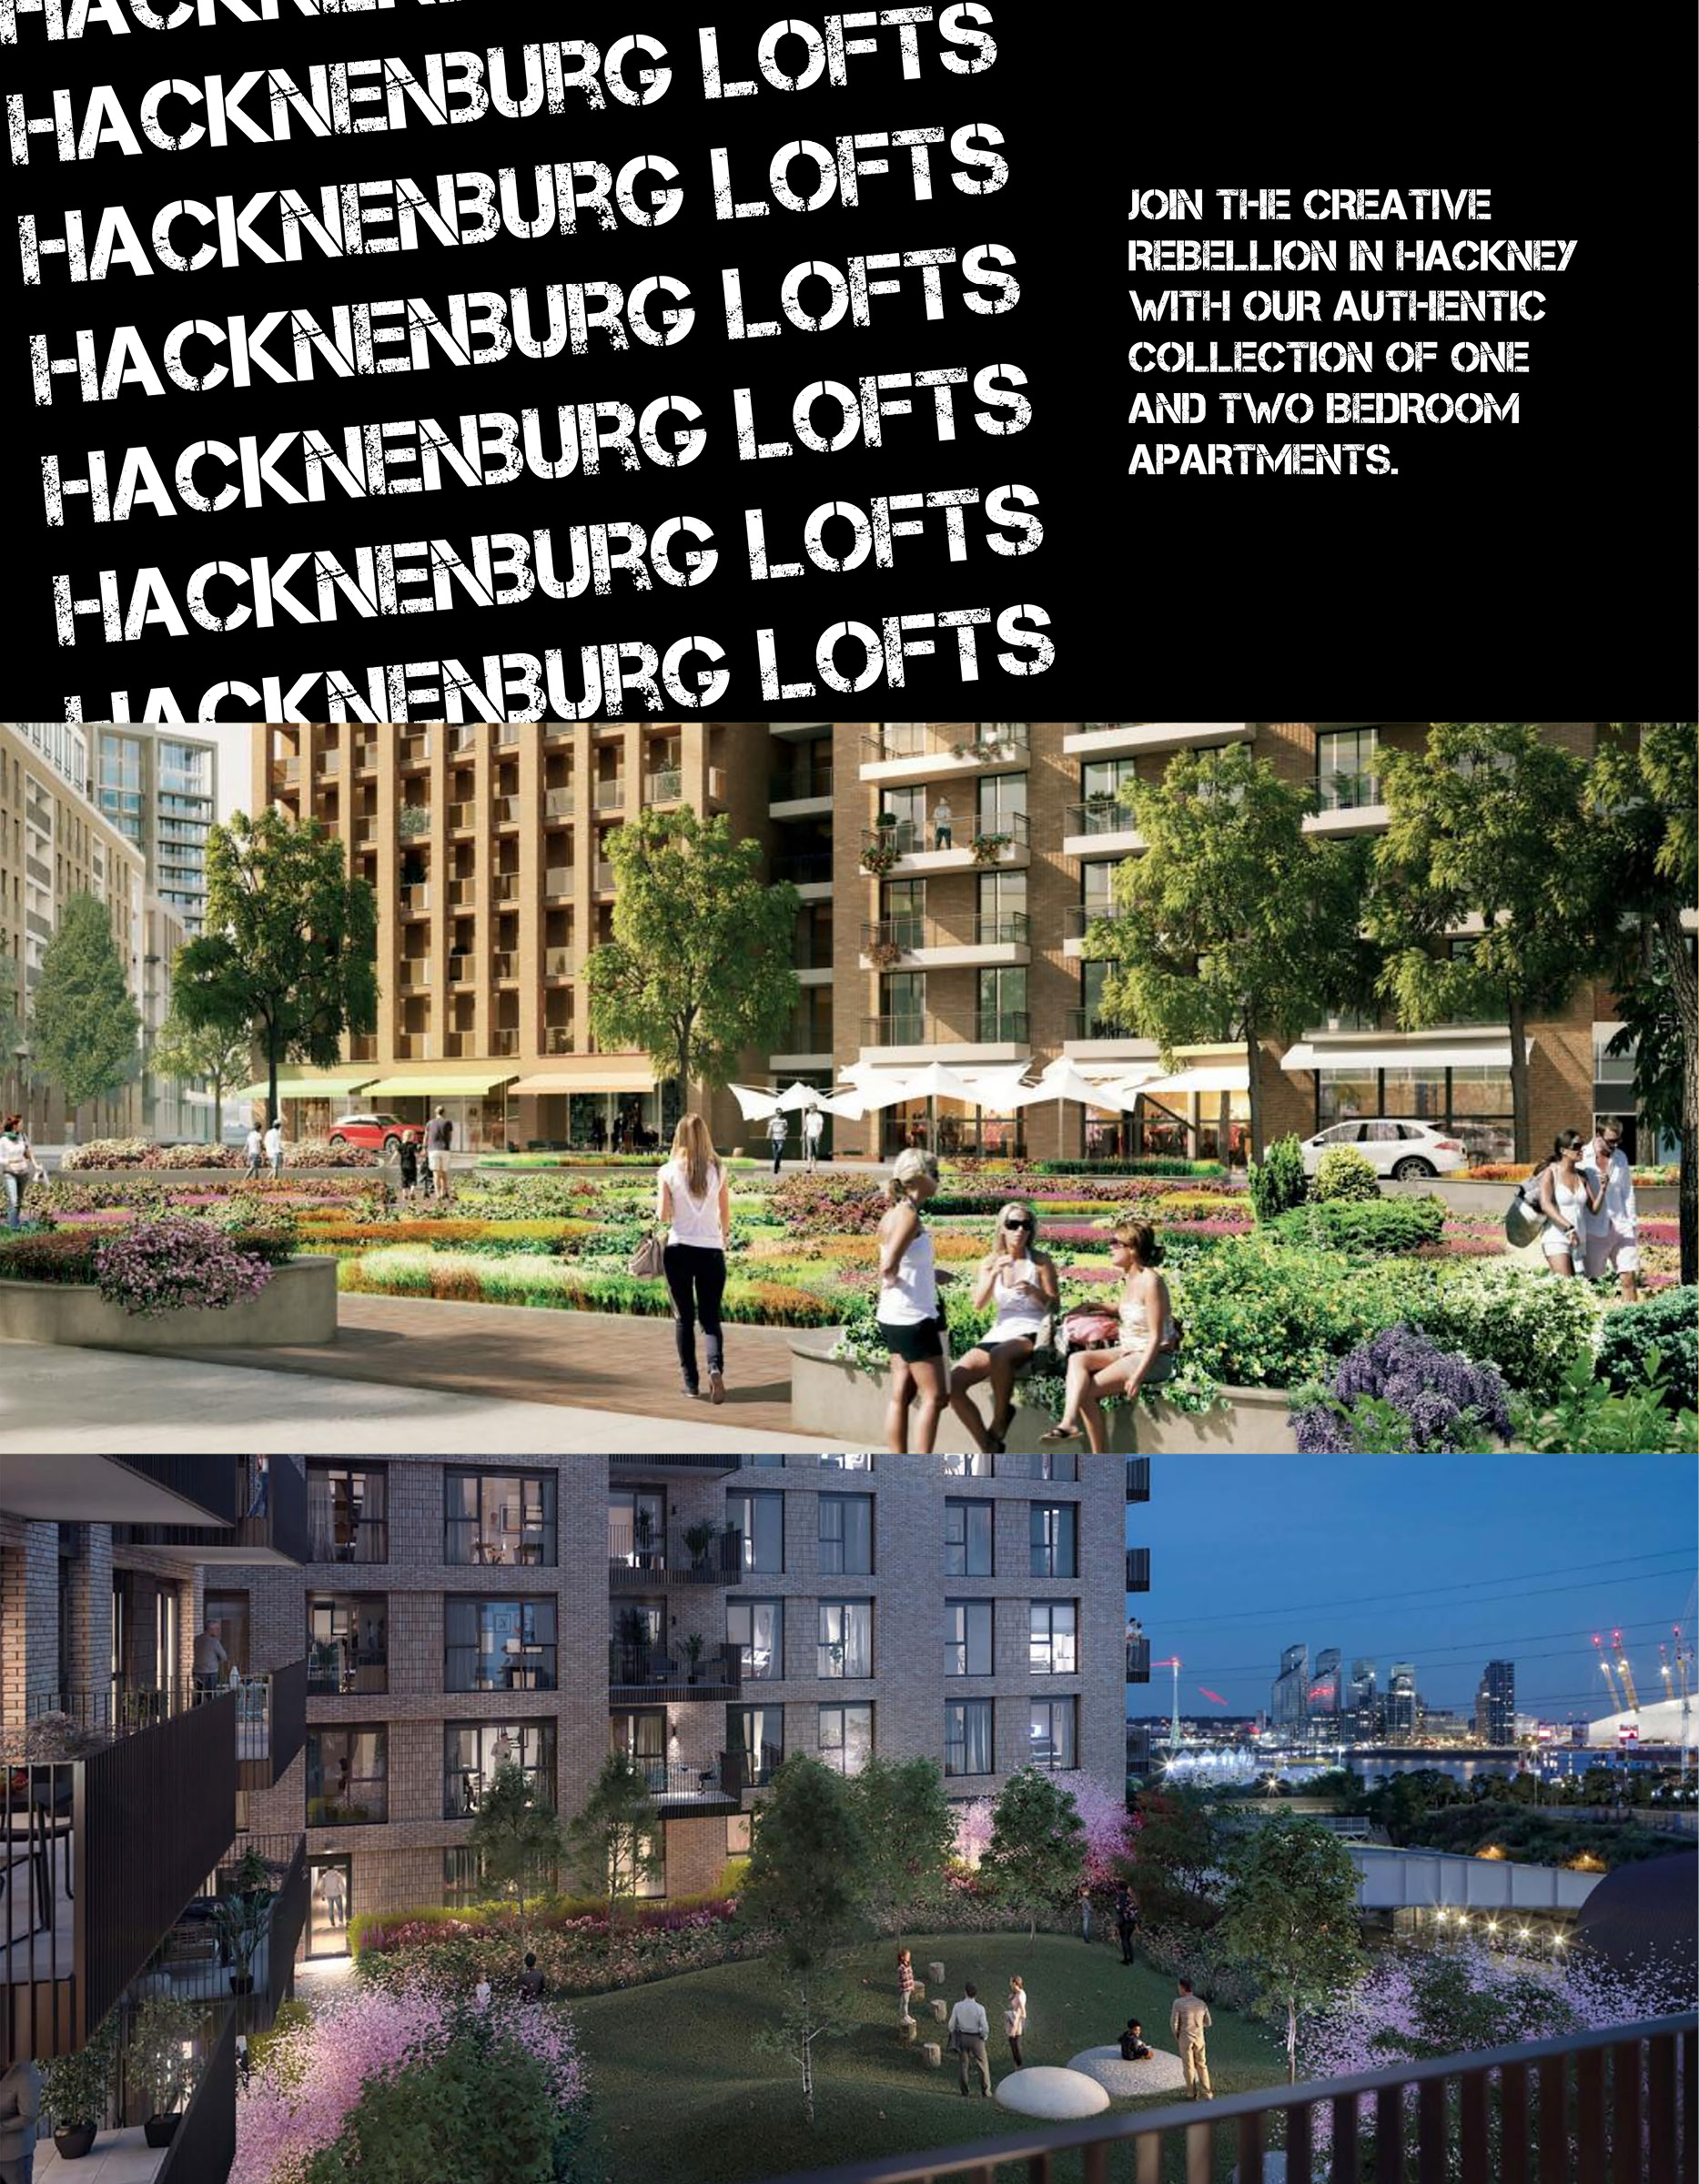 HACKNENBURG LOFTS
HACKNENBURG LOFTS
HACKNENBURG LOFTS
HACKNENBURG LOFTS
HACKNENBURG LOFTS
HACKNENBURG LOFTS
JOIN THE CREATIVE
REBELLION IN HACKNEY
WITH OUR AUTHENTIC
COLLECTION OF ONE
AND TWO BEDROOM
APARTMENTS.